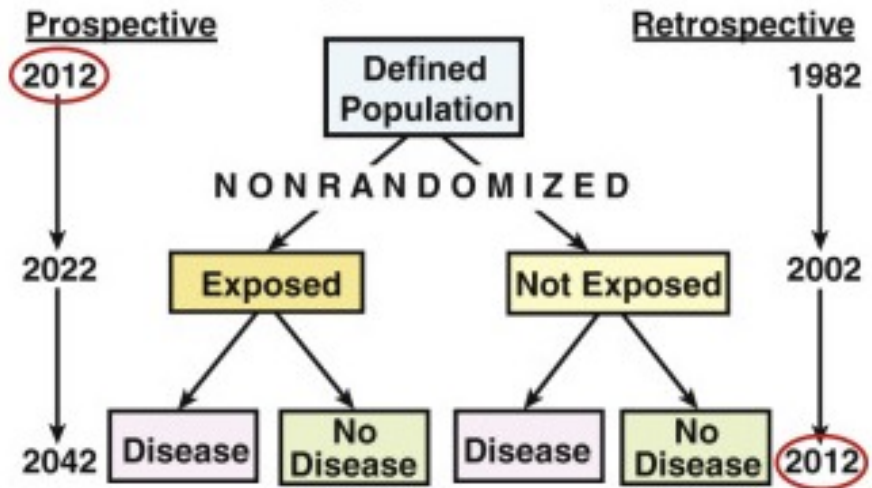 Prospective
Retrospective
2012
Defined
Population
1982
NONRANDOMIZED
2022
Exposed
Not Exposed
2002
2042
Disease
No
Disease
Disease
No
Disease
2012